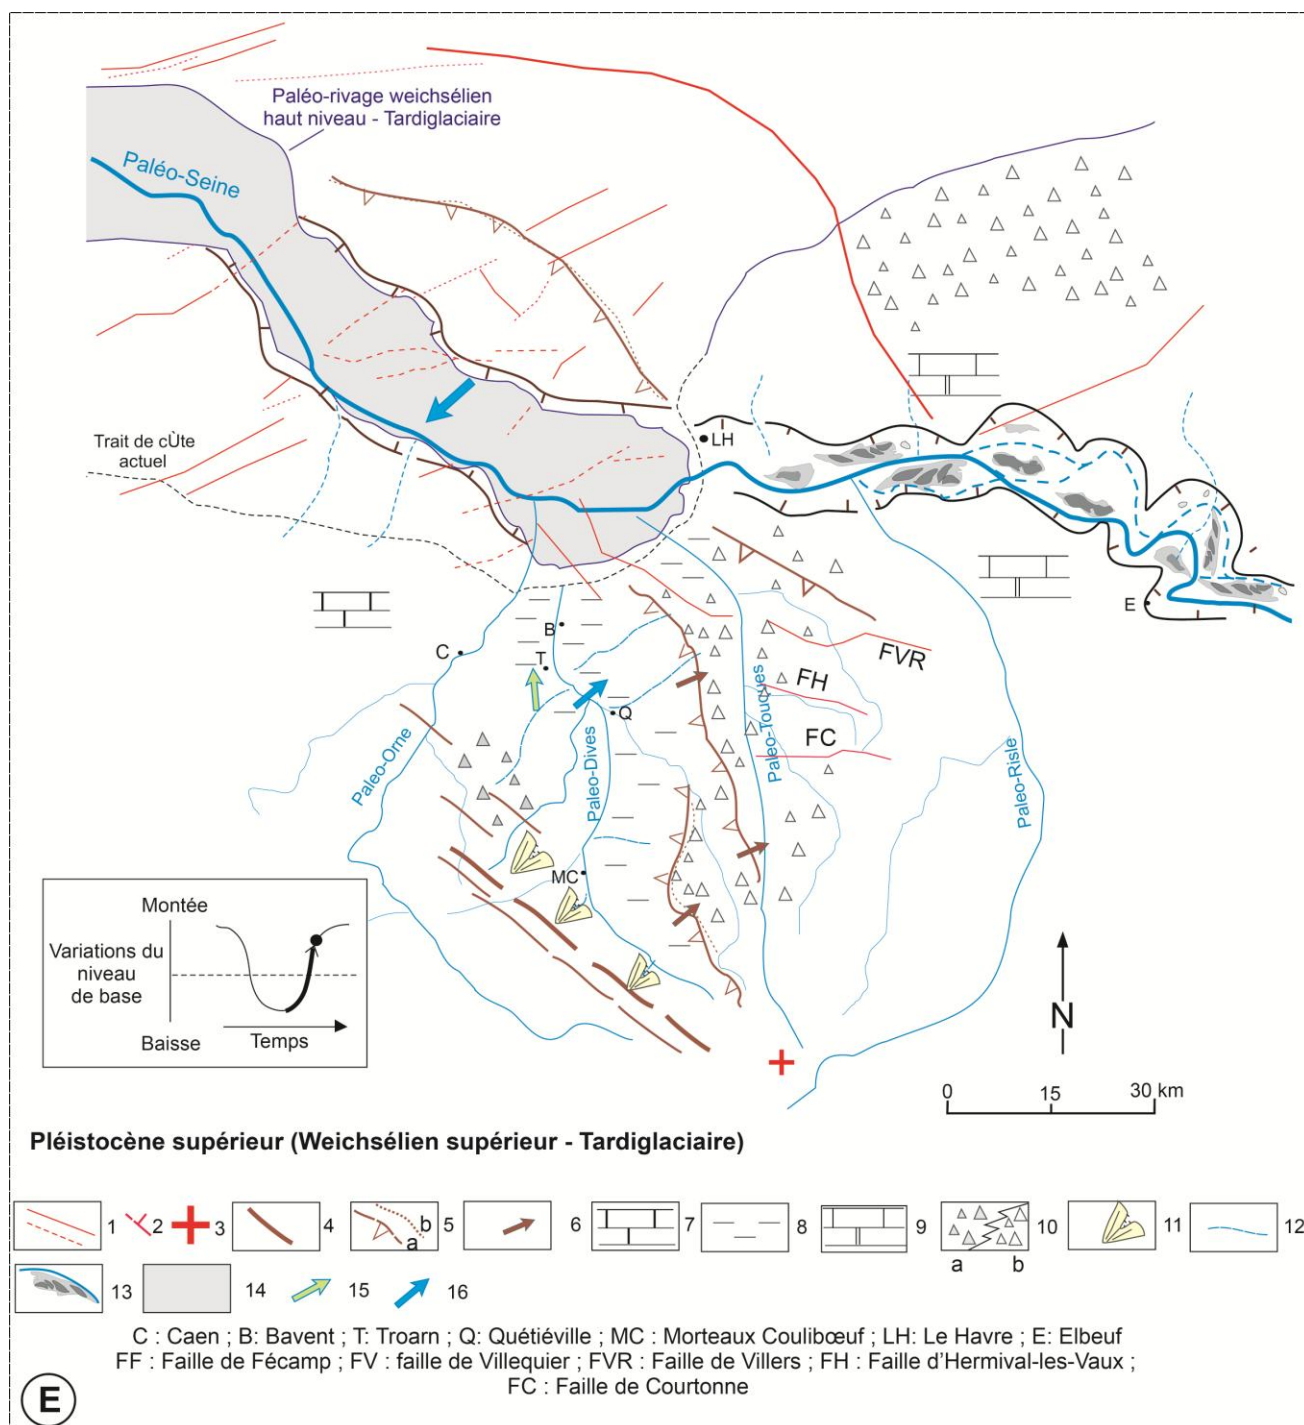 Paléo-rivage weichsélien
haut niveau - Tardiglaciaire
Paléo-Seine
Trait de cÙte
actuel
LH
E
B
C
T
Q
MC
FVR
FH
FC
Paleo-Orne
Paleo-Dives
Paleo-Touques
Paleo-Risle
Montée
Variations du
niveau
de base
Baisse
Temps
N
0 15 30 km
Pléistocène supérieur (Weichsélien supérieur - Tardiglaciaire)
1 2 3 4 a b 5 6 7 8 9 a b 10 11 12
13 14 15 16
C : Caen ; B: Bavent ; T: Troarn ; Q: Quétiéville ; MC : Morteaux Coulibœuf ; LH: Le Havre ; E: Elbeuf
FF : Faille de Fécamp ; FV : faille de Villequier ; FVR : Faille de Villers ; FH : Faille d'Hermival-les-Vaux ;
FC : Faille de Courtonne
E